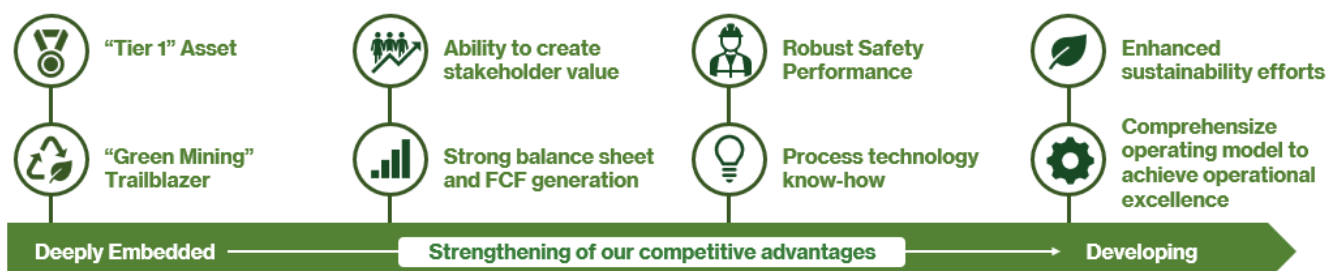 “Tier 1” Asset
“Green Mining”
Trailblazer
Ability to create
stakeholder value
Strong balance sheet
and FCF generation
Robust Safety
Performance
Process technology
know-how
Enhanced
sustainability efforts
Comprehensize
operating model to
achieve operational
excellence
Deeply Embedded
Strengthening of our competitive advantages
Developing